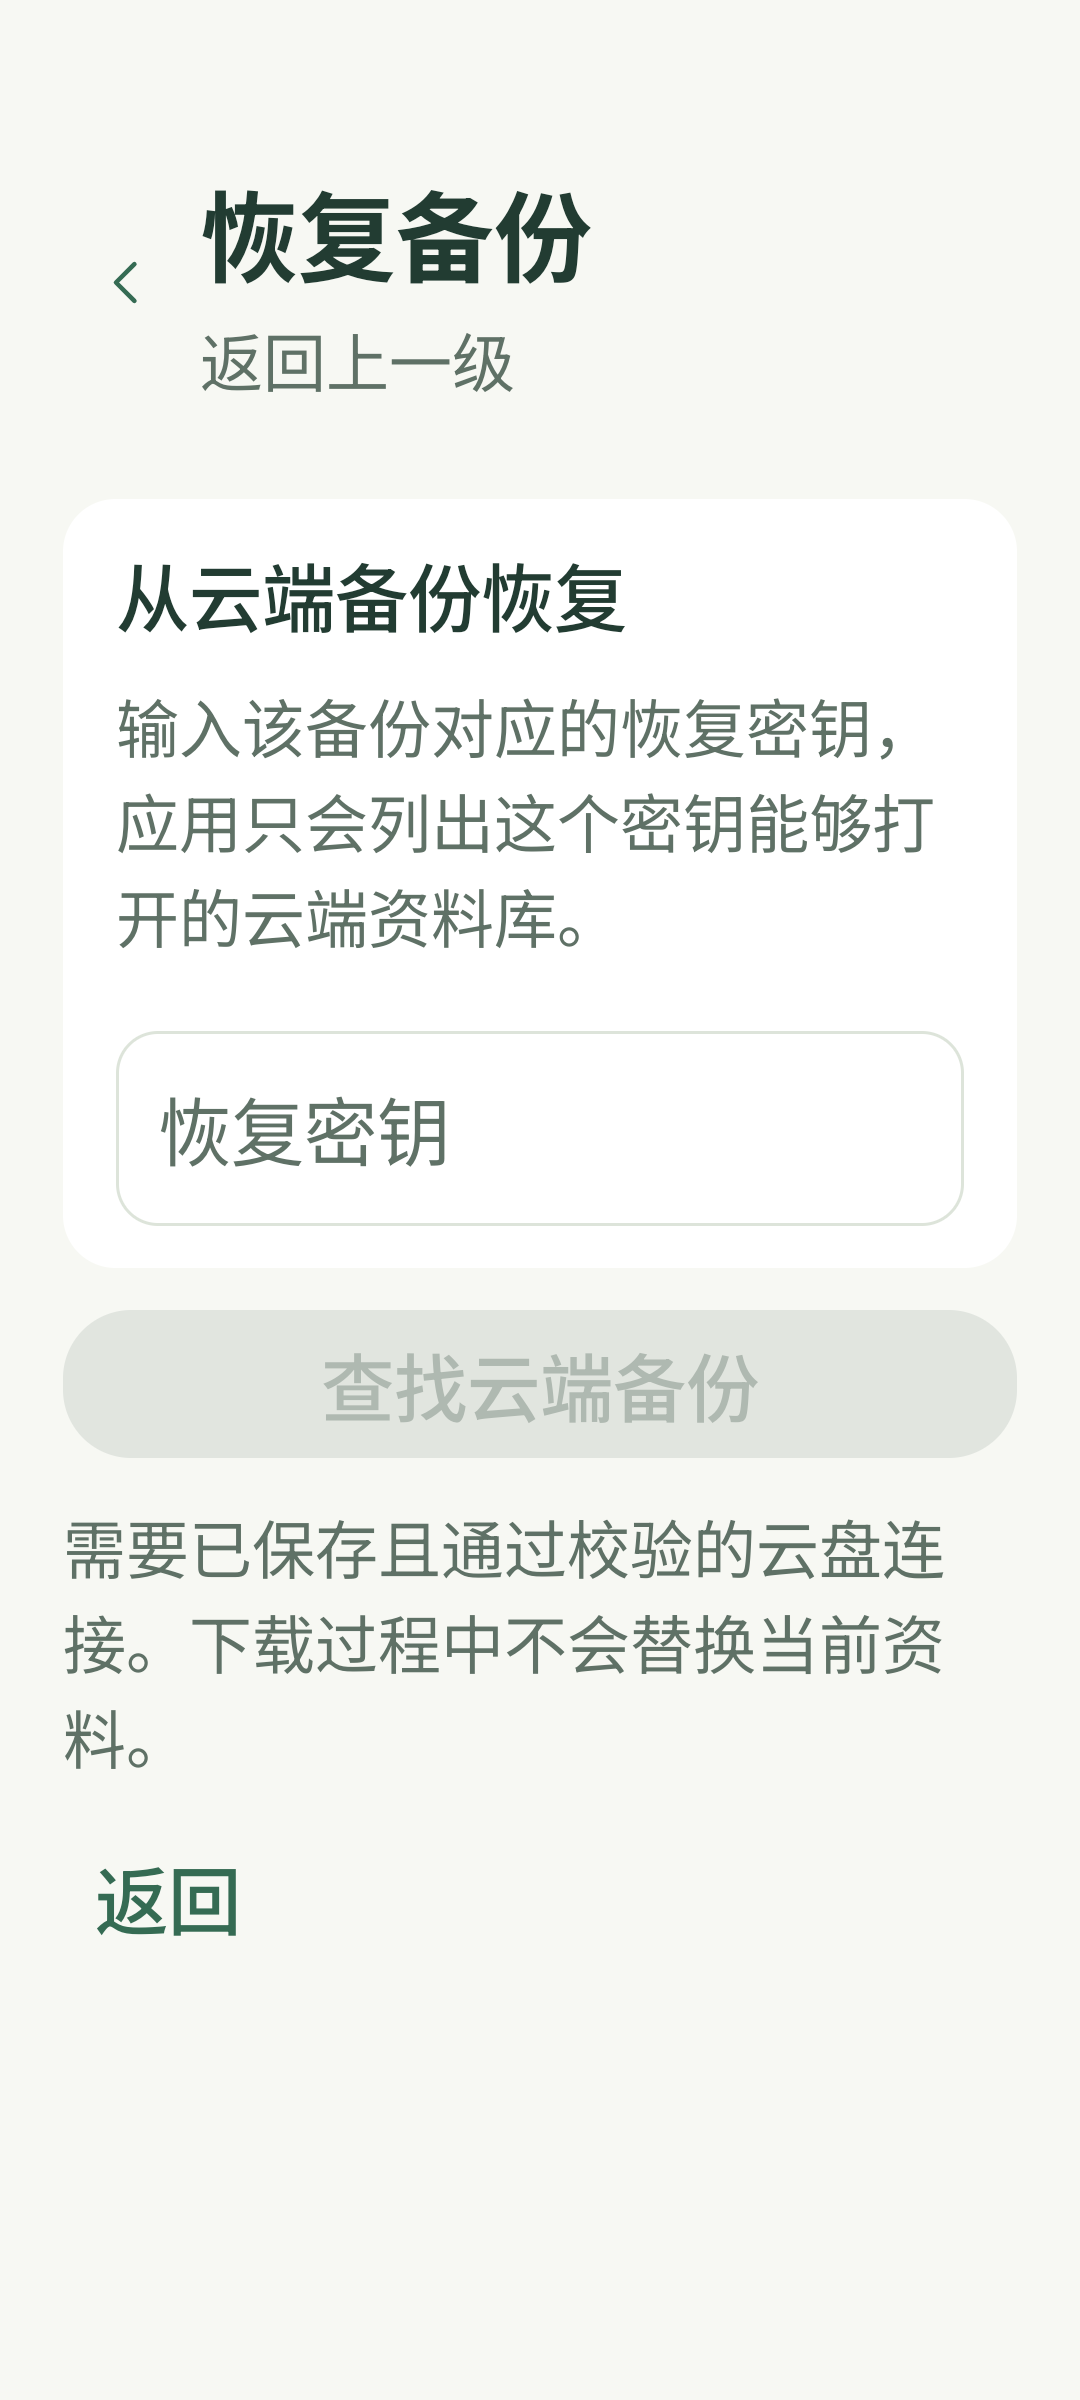 恢复备份
返回上一级
从云端备份恢复
输入该备份对应的恢复密钥，
应用只会列出这个密钥能够打
开的云端资料库。
恢复密钥
查找云端备份
需要已保存且通过校验的云盘连
接。下载过程中不会替换当前资
料。
返回